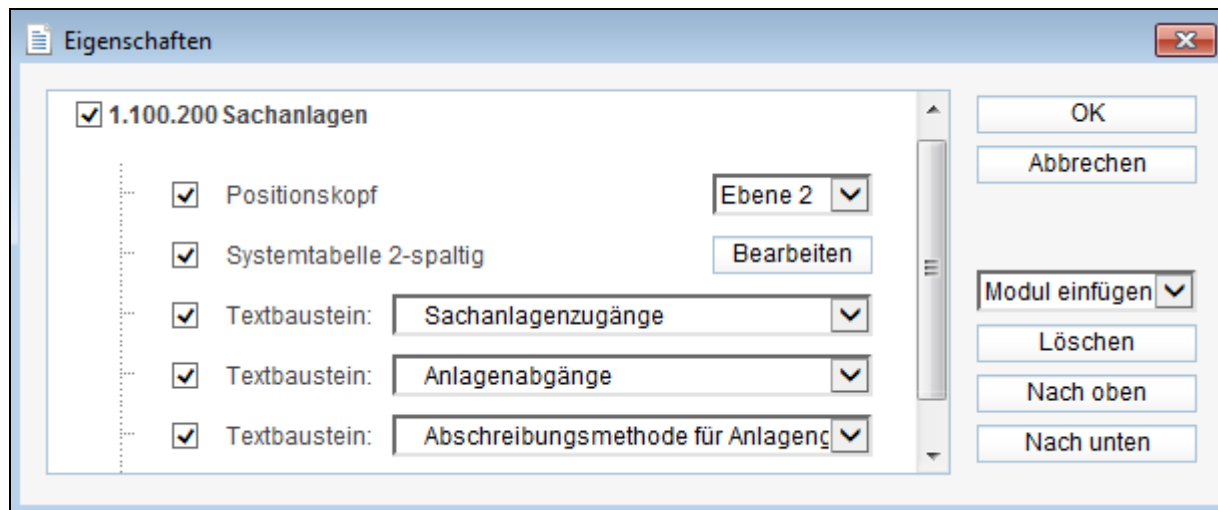 Eigenschaften
1.100.200 Sachanlagen
OK
Abbrechen
Positionskopf Ebene 2
Systemtabelle 2-spaltig Bearbeiten
Modul einfügen
Textbaustein: Sachanlagenzugänge
Löschen
Textbaustein: Anlagenabgänge
Nach oben
Textbaustein: Abschreibungsmethode für Anlageng
Nach unten